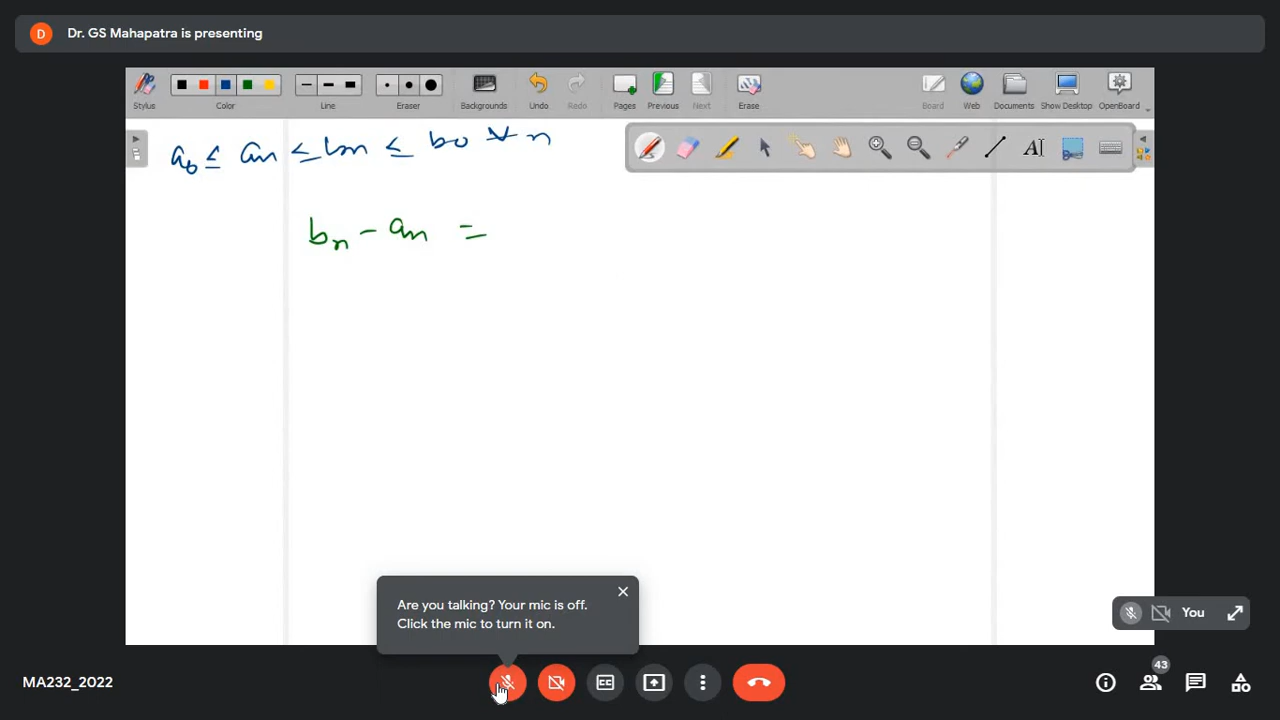 D Dr. GS Mahapatra is presenting
Stylus Color Line Eraser Backgrounds Undo Redo Pages Previous Next Erase Board Web Documents Show Desktop OpenBoard
a₀ ≤ an ≤ bn ≤ b0 ∀ n
A
bₙ - an =
Are you talking? Your mic is off.
Click the mic to turn it on.
You
MA232_2022
CC
43